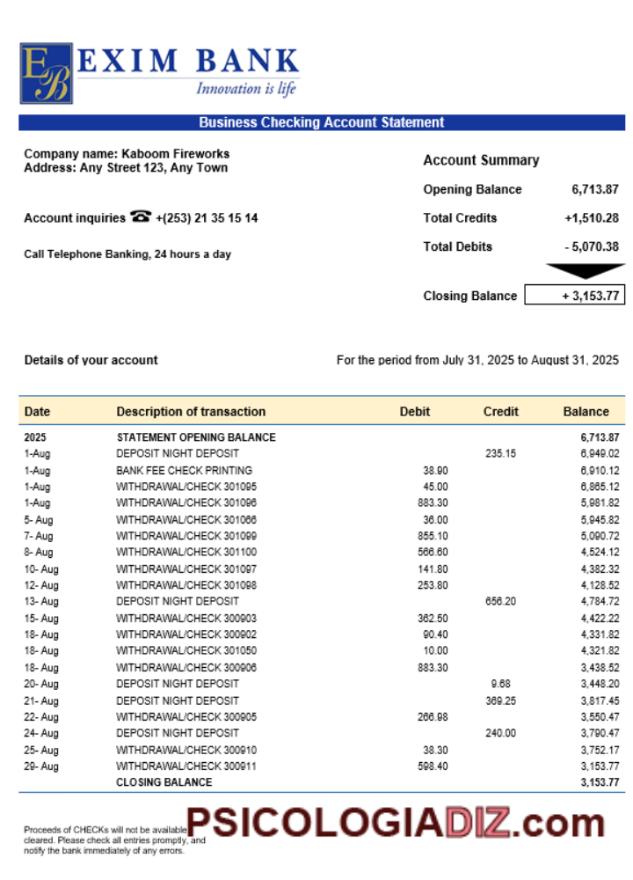 EB EXIM BANK
Innovation is life
Business Checking Account Statement
Company name: Kaboom Fireworks
Address: Any Street 123, Any Town
Account inquiries ☎ +(253) 21 35 15 14
Call Telephone Banking, 24 hours a day
Account Summary
Opening Balance 6,713.87
Total Credits +1,510.28
Total Debits - 5,070.38
Closing Balance + 3,153.77
Details of your account For the period from July 31, 2025 to August 31, 2025
Date Description of transaction Debit Credit Balance
2025 STATEMENT OPENING BALANCE 6,713.87
1-Aug DEPOSIT NIGHT DEPOSIT 235.15 6,949.02
1-Aug BANK FEE CHECK PRINTING 38.90 6,910.12
1-Aug WITHDRAWAL/CHECK 301095 45.00 6,865.12
1-Aug WITHDRAWAL/CHECK 301096 883.30 5,981.82
5- Aug WITHDRAWAL/CHECK 301066 36.00 5,945.82
7- Aug WITHDRAWAL/CHECK 301099 855.10 5,090.72
8- Aug WITHDRAWAL/CHECK 301100 566.60 4,524.12
10- Aug WITHDRAWAL/CHECK 301097 141.80 4,382.32
12- Aug WITHDRAWAL/CHECK 301098 253.80 4,128.52
13- Aug DEPOSIT NIGHT DEPOSIT 656.20 4,784.72
15- Aug WITHDRAWAL/CHECK 300903 362.50 4,422.22
18- Aug WITHDRAWAL/CHECK 300902 90.40 4,331.82
18- Aug WITHDRAWAL/CHECK 301050 10.00 4,321.82
18- Aug WITHDRAWAL/CHECK 300906 883.30 3,438.52
20- Aug DEPOSIT NIGHT DEPOSIT 9.68 3,448.20
21- Aug DEPOSIT NIGHT DEPOSIT 369.25 3,817.45
22- Aug WITHDRAWAL/CHECK 300905 266.98 3,550.47
24- Aug DEPOSIT NIGHT DEPOSIT 240.00 3,790.47
25- Aug WITHDRAWAL/CHECK 300910 38.30 3,752.17
29- Aug WITHDRAWAL/CHECK 300911 598.40 3,153.77
CLOSING BALANCE 3,153.77
Proceeds of CHECKs will not be available
cleared. Please check all entries promptly, and
notify the bank immediately of any errors.
PSICOLOGIADIZ.com